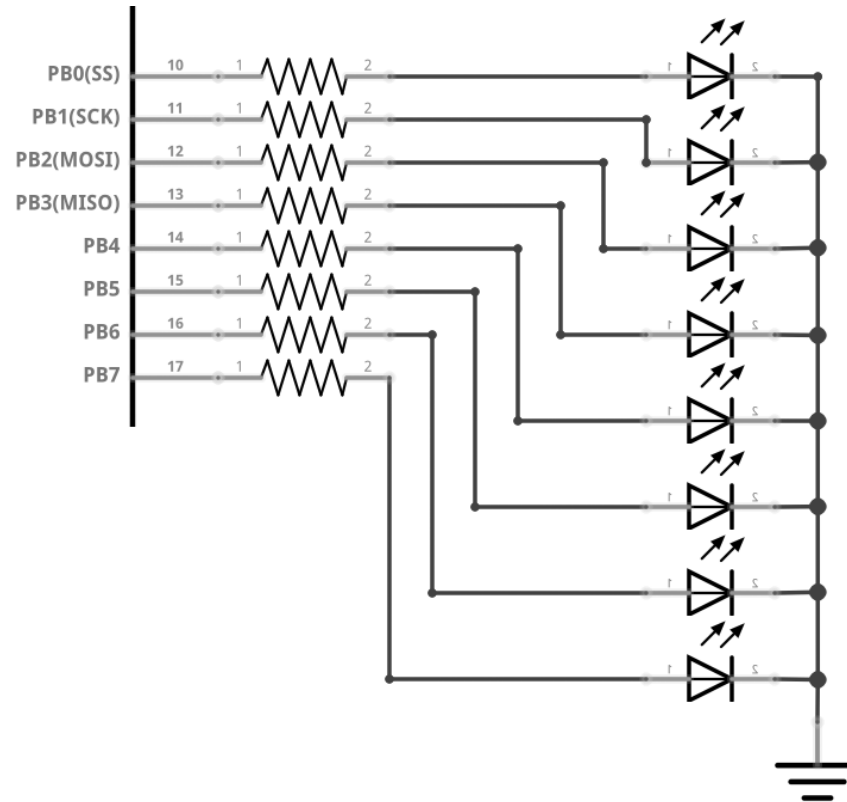 PB0(SS) 10 1 2 1 2
PB1(SCK) 11 1 2
1 2
PB2(MOSI) 12 1 2
PB3(MISO) 13 1 2
PB4 14 1 2 1 2
PB5 15 1 2
PB6 16 1 2 1 2
PB7 17 1 2
1 2
1 2
1 2
1 2